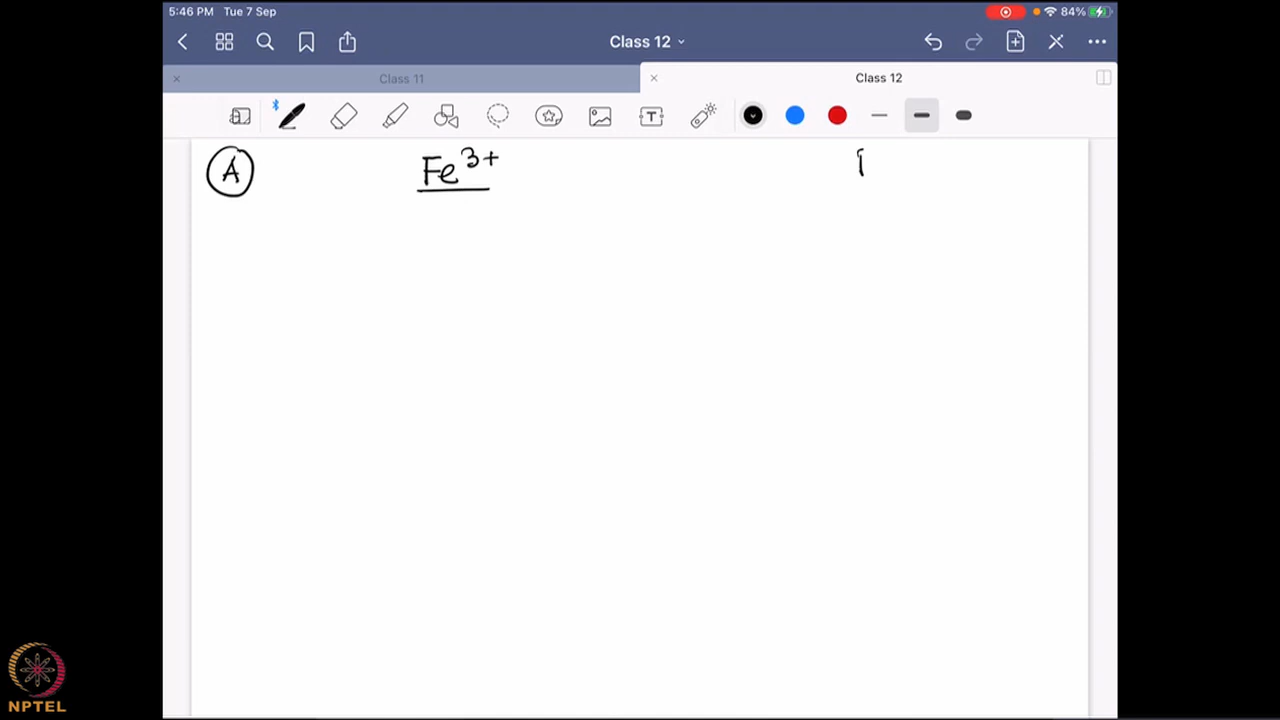 5:46 PM Tue 7 Sep
84%
Class 12
Class 11
Class 12
T
A
Fe³⁺
NPTEL